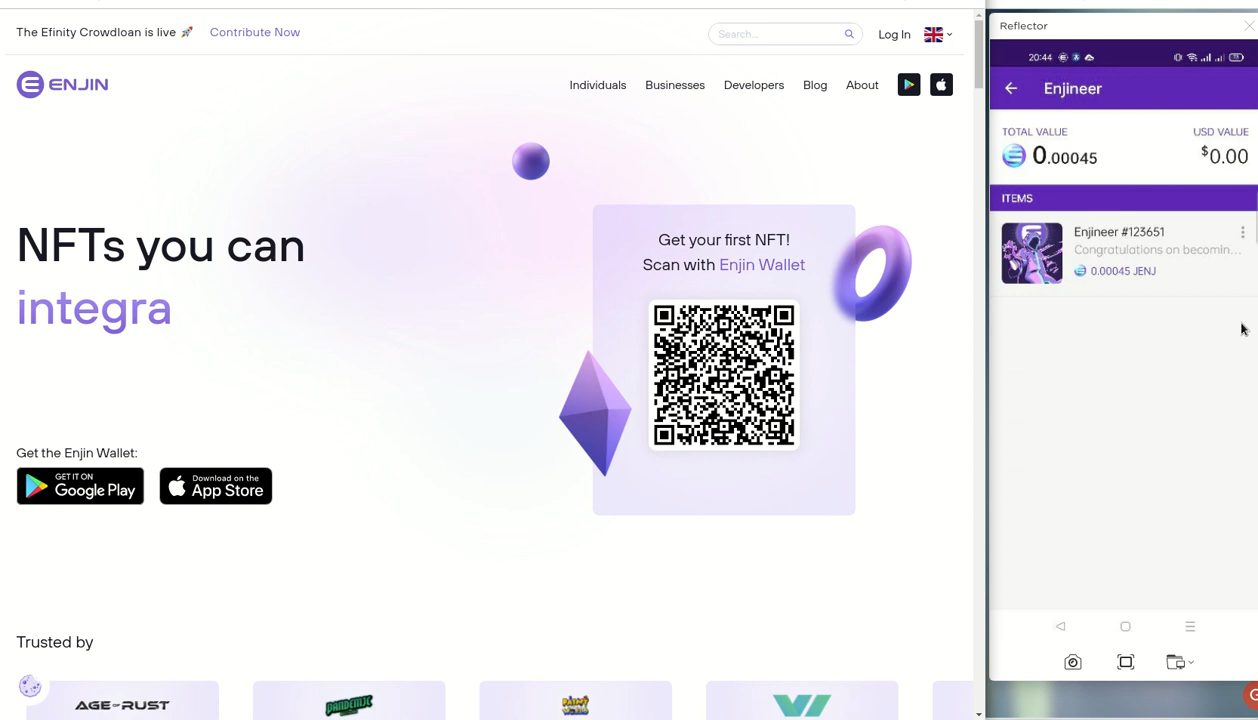 The Efinity Crowdloan is live 🚀 Contribute Now
Search...
Log In
ENJIN
Individuals Businesses Developers Blog About
NFTs you can
integra
Get your first NFT!
Scan with Enjin Wallet
Get the Enjin Wallet:
GET IT ON
Google Play
Download on the
App Store
Trusted by
AGE OF RUST
PANDEMIC
Reflector
20:44
Enjineer
TOTAL VALUE USD VALUE
0.00045 $0.00
ITEMS
Enjineer #123651
Congratulations on becomin...
0.00045 JENJ